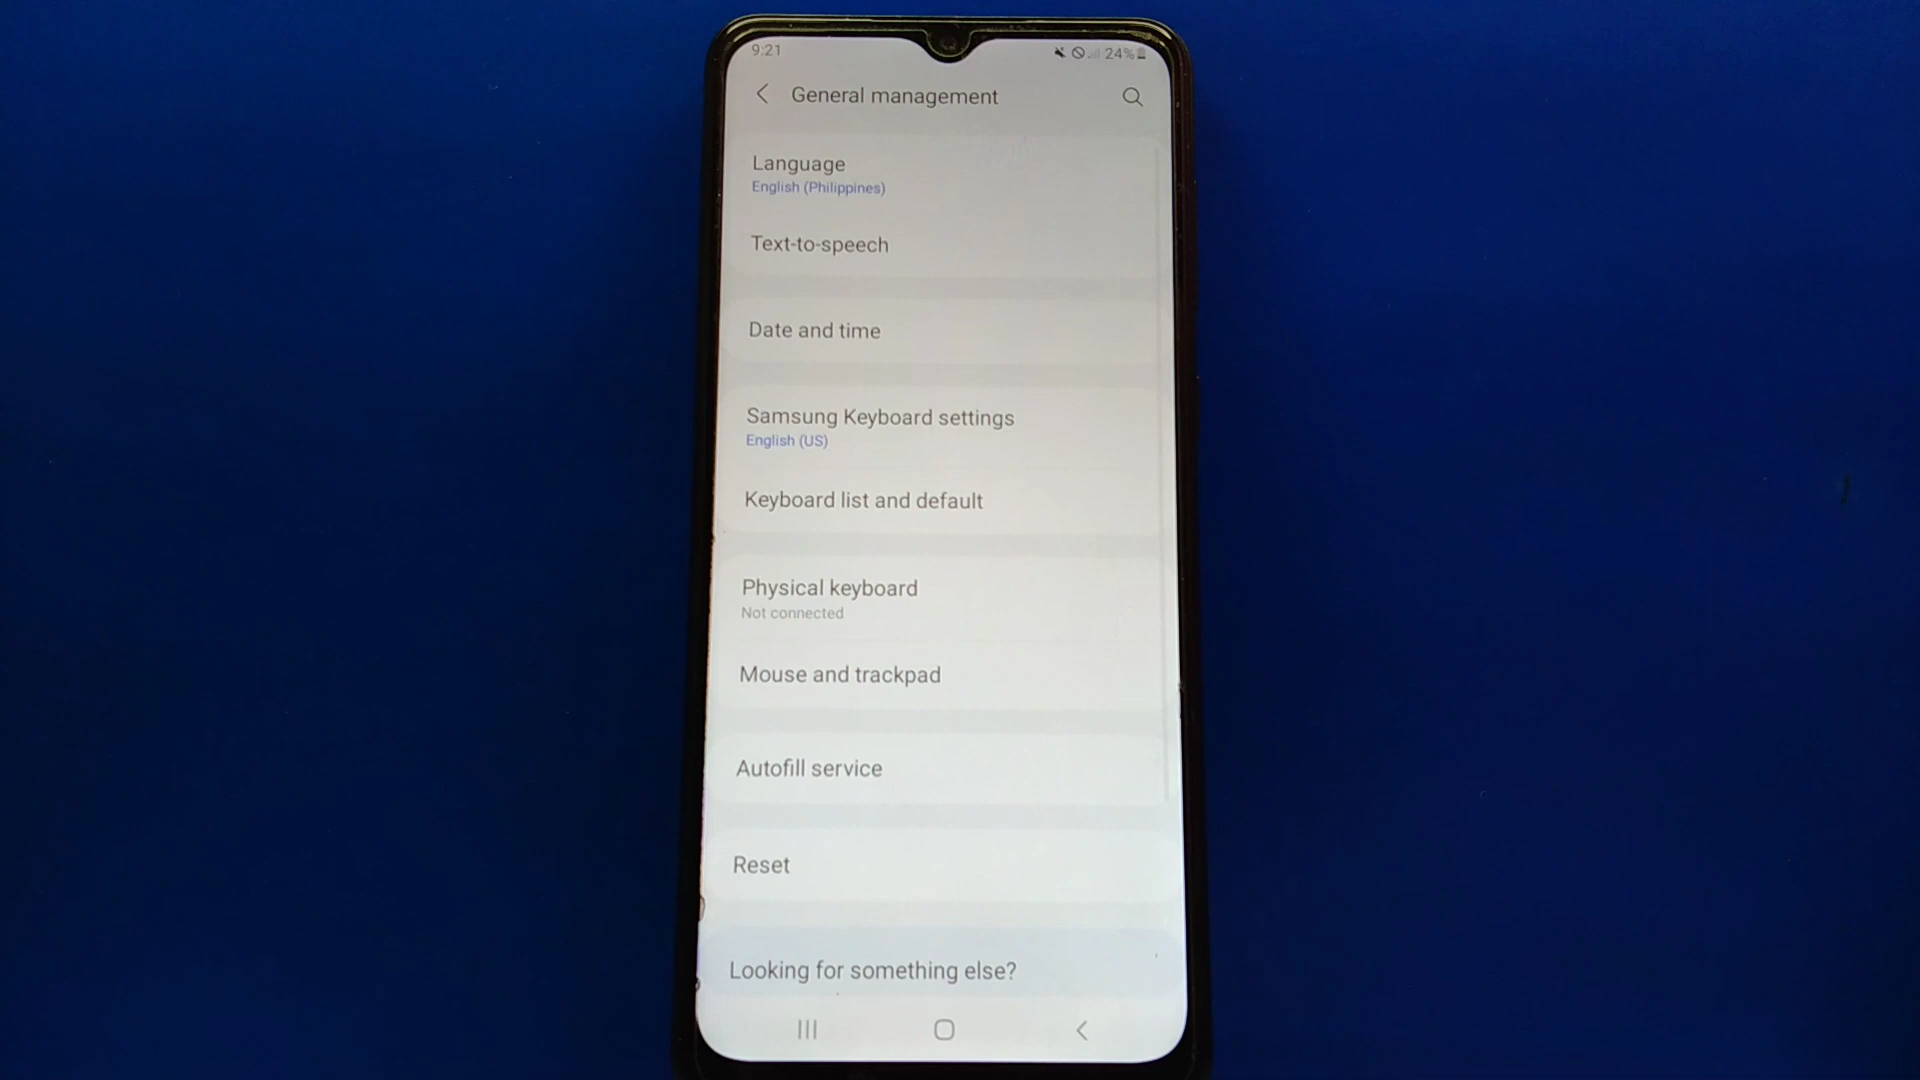 9:21
24%
General management
Language
English (Philippines)
Text-to-speech
Date and time
Samsung Keyboard settings
English (US)
Keyboard list and default
Physical keyboard
Not connected
Mouse and trackpad
Autofill service
Reset
Looking for something else?